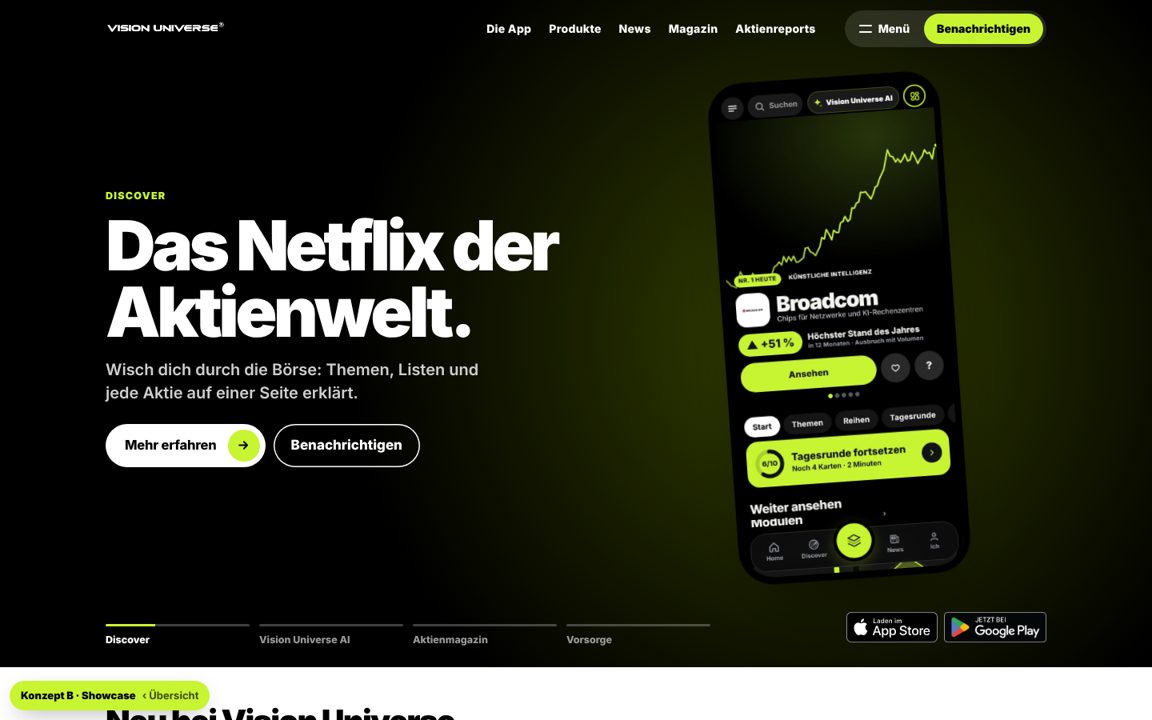 VISION UNIVERSE®
Die App Produkte News Magazin Aktienreports Menü Benachrichtigen
DISCOVER
Das Netflix der
Aktienwelt.
Wisch dich durch die Börse: Themen, Listen und
jede Aktie auf einer Seite erklärt.
Mehr erfahren
Benachrichtigen
Suchen
Vision Universe AI
NR. 1 HEUTE
KÜNSTLICHE INTELLIGENZ
Broadcom
Chips für Netzwerke und KI-Rechenzentren
▲ +51 %
Höchster Stand des Jahres
in 12 Monaten · Ausbruch mit Volumen
Ansehen
?
Start Themen Reihen Tagesrunde
6/10
Tagesrunde fortsetzen
Noch 4 Karten · 2 Minuten
Weiter ansehen
Modulen
Home Discover News Ich
Discover Vision Universe AI Aktienmagazin Vorsorge
Laden im
App Store
JETZT BEI
Google Play
Konzept B · Showcase ‹ Übersicht
Neu bei Vision Universe